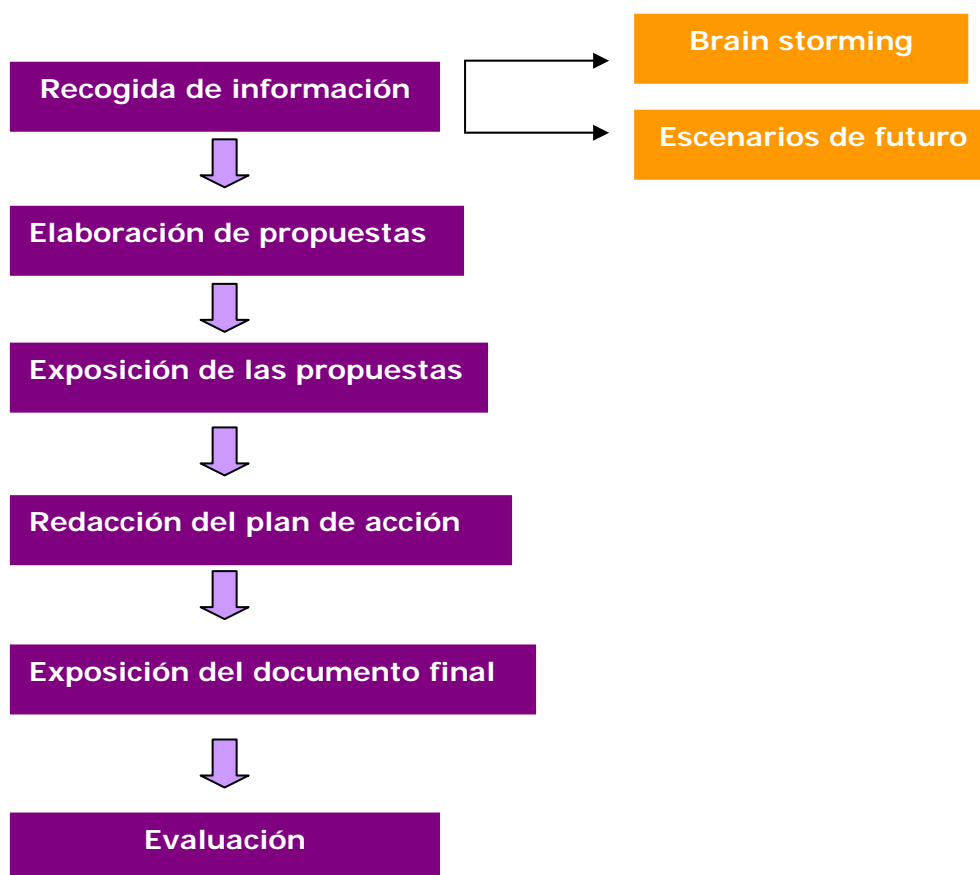 Recogida de información
Brain storming
Escenarios de futuro
Elaboración de propuestas
Exposición de las propuestas
Redacción del plan de acción
Exposición del documento final
Evaluación